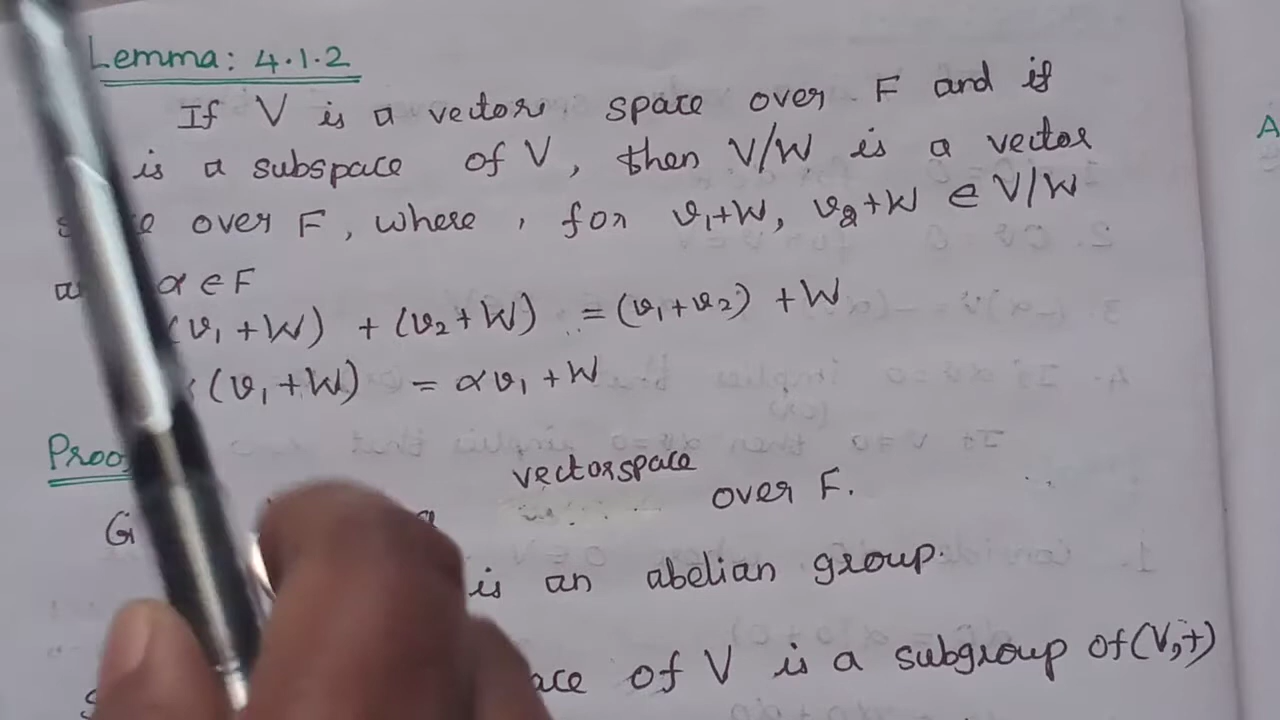 Lemma: 4.1.2
If V is a vector space over F and if
is a subspace of V, then V/W is a vector
over F, where, for v₁+W, v₂+W ∈ V/W
α ∈ F
(v₁+W) + (v₂+W) = (v₁+v₂) + W
(v₁+W) = αv₁ + W
Proof
vectorspace
over F.
is an abelian group.
of V is a subgroup of (V,+)